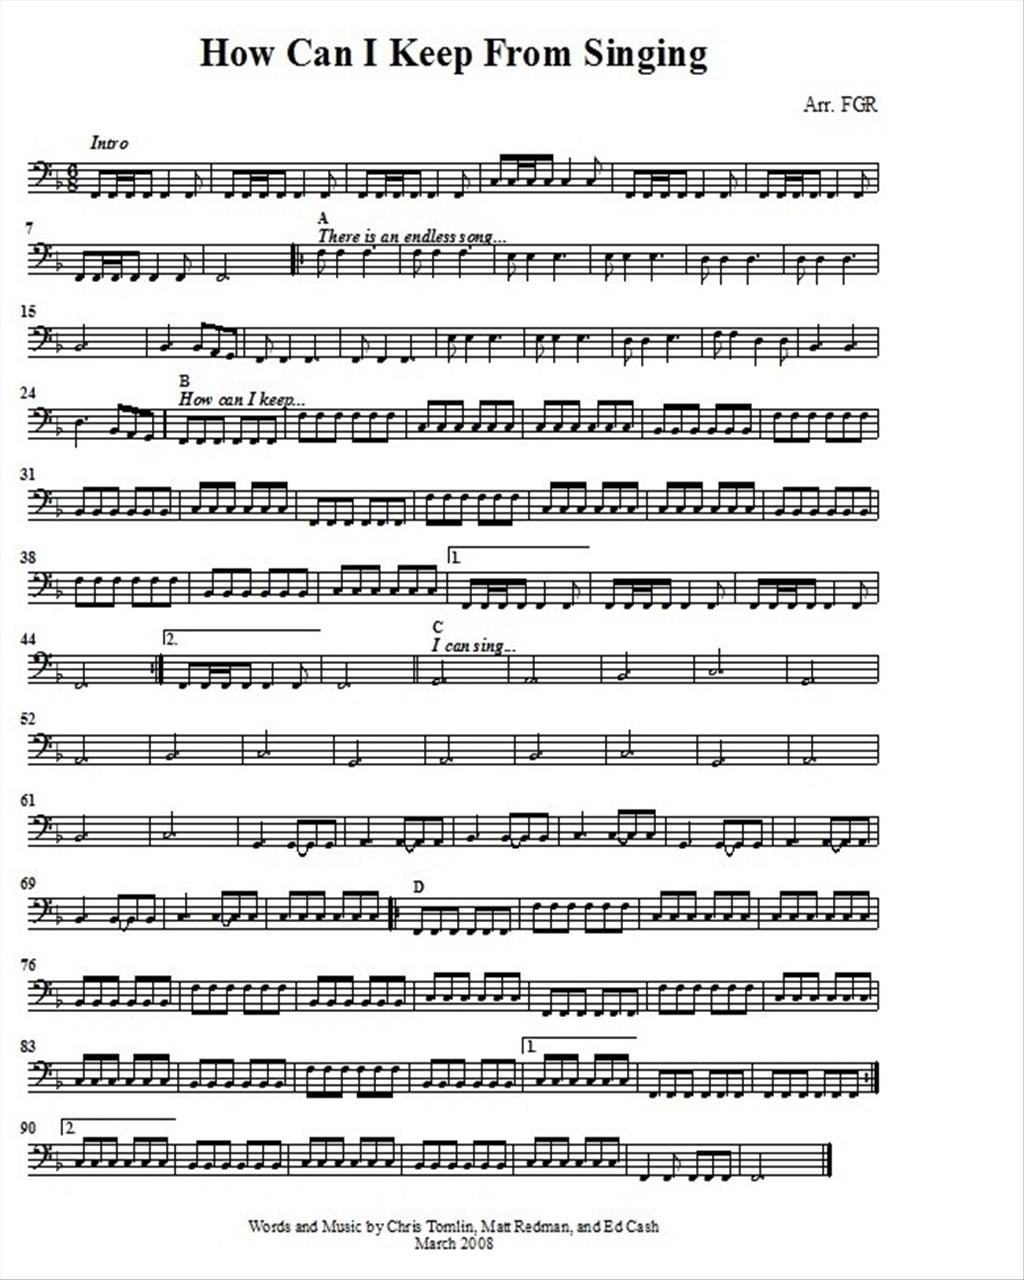 How Can I Keep From Singing
Arr. FGR
Intro
6
8
7
A
There is an endless song...
15
24
B
How can I keep...
31
38
1.
44
2.
C
I can sing...
52
61
69
D
76
83
1.
90
2.
Words and Music by Chris Tomlin, Matt Redman, and Ed Cash
March 2008